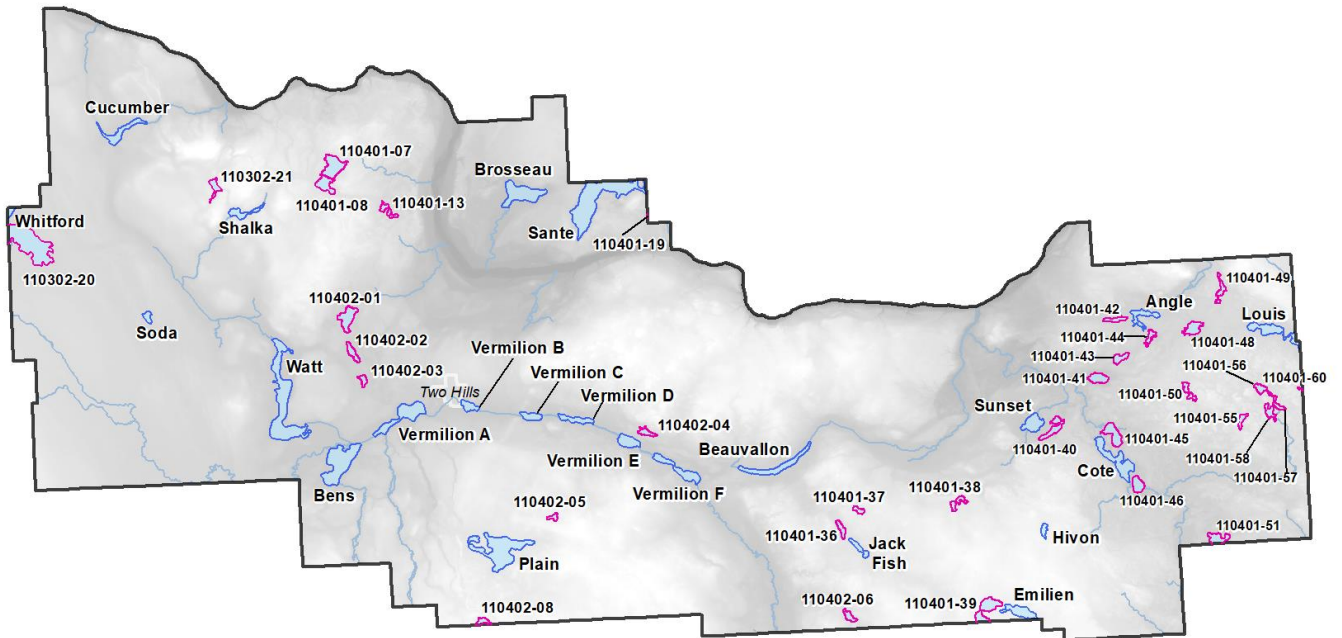 Cucumber
110401-07
Brosseau
110302-21
110401-08
110401-13
Whitford
Shalka
Sante
110401-19
110302-20
110401-49
110402-01
110401-42
Angle
Louis
Soda
110401-44
110401-48
110402-02
Vermilion B
110401-43
110401-56
Watt
110402-03
Vermilion C
110401-60
Two Hills
110401-41
110401-50
Vermilion D
Sunset
110401-55
Vermilion A
110402-04
110401-45
Beauvallon
110401-40
Vermilion E
110401-58
Cote
110401-57
Vermilion F
110401-46
Bens
110401-37
110401-38
110402-05
110401-51
110401-36
Hivon
Jack
Fish
Plain
Emilien
110402-06
110401-39
110402-08